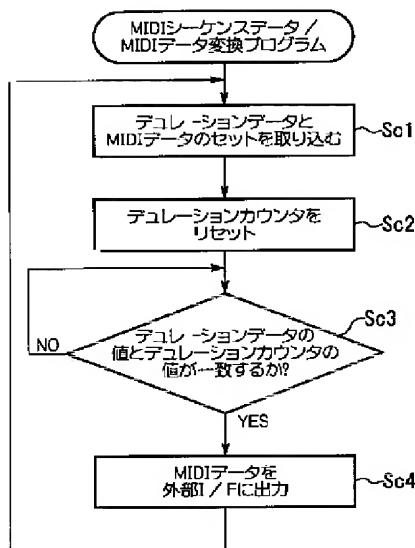 MIDIシーケンスデータ／
MIDIデータ変換プログラム
デュレーションデータと
MIDIデータのセットを取り込む
Sc1
デュレーションカウンタを
リセット
Sc2
デュレーションデータの
値とデュレーションカウンタの
値が一致するか?
Sc3
NO
YES
MIDIデータを
外部I／Fに出力
Sc4